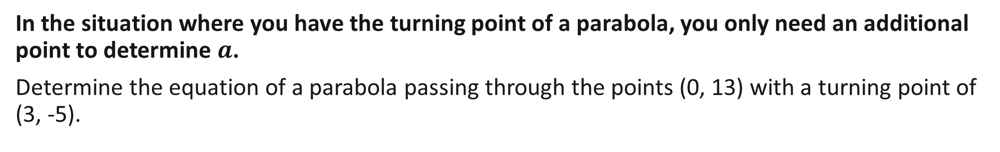 In the situation where you have the turning point of a parabola, you only need an additional
point to determine a.
Determine the equation of a parabola passing through the points (0, 13) with a turning point of
(3, -5).